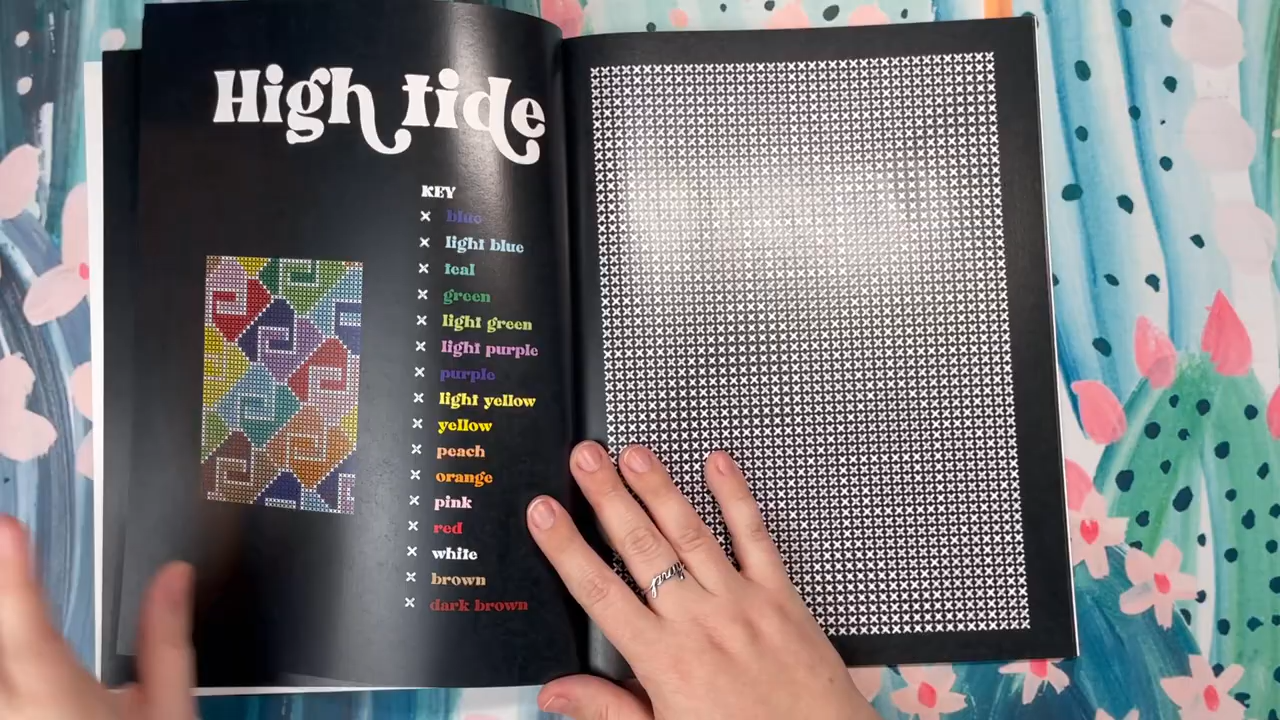 High tide
KEY
× blue
× light blue
× teal
× green
× light green
× light purple
× purple
× light yellow
× yellow
× peach
× orange
× pink
× red
× white
× brown
× dark brown
pray